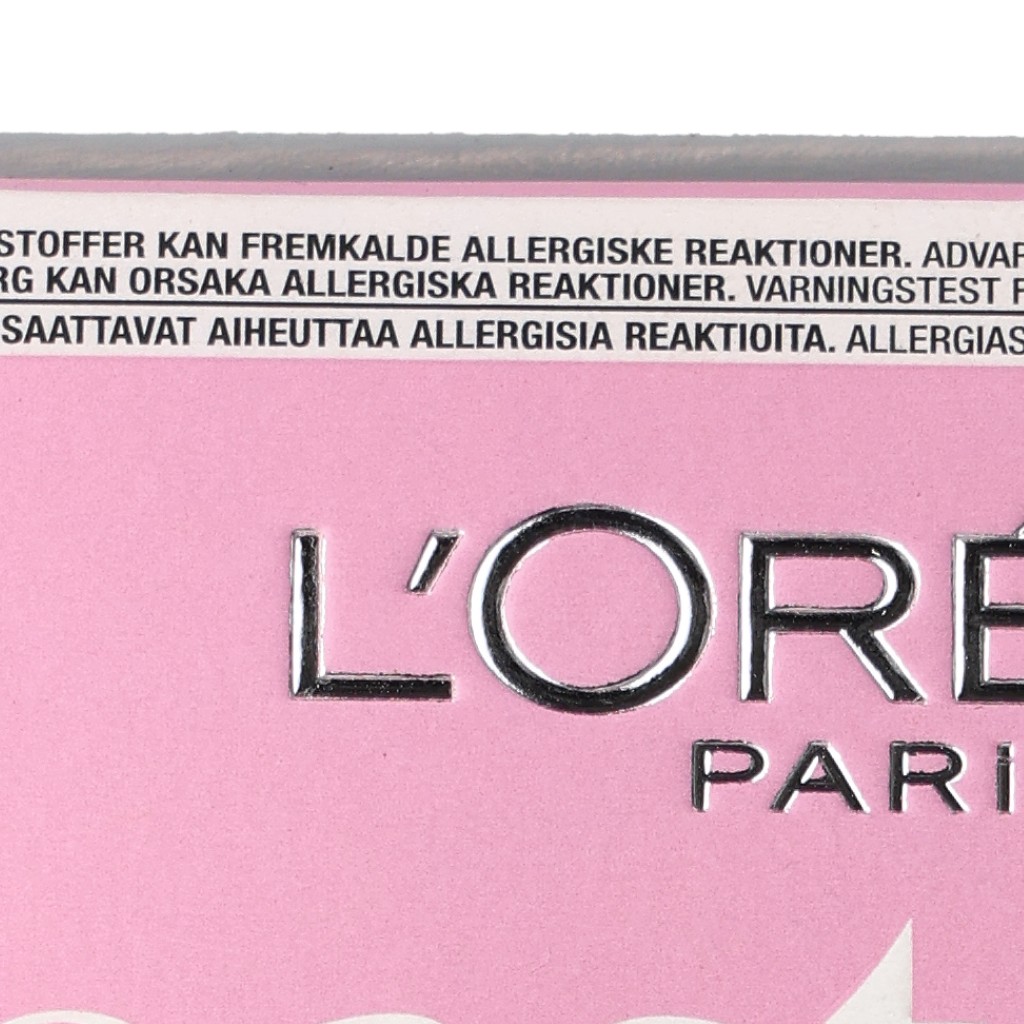 STOFFER KAN FREMKALDE ALLERGISKE REAKTIONER. ADVAR
RG KAN ORSAKA ALLERGISKA REAKTIONER. VARNINGSTEST F
SAATTAVAT AIHEUTTAA ALLERGISIA REAKTIOITA. ALLERGIAS
L'ORÉ
PARI